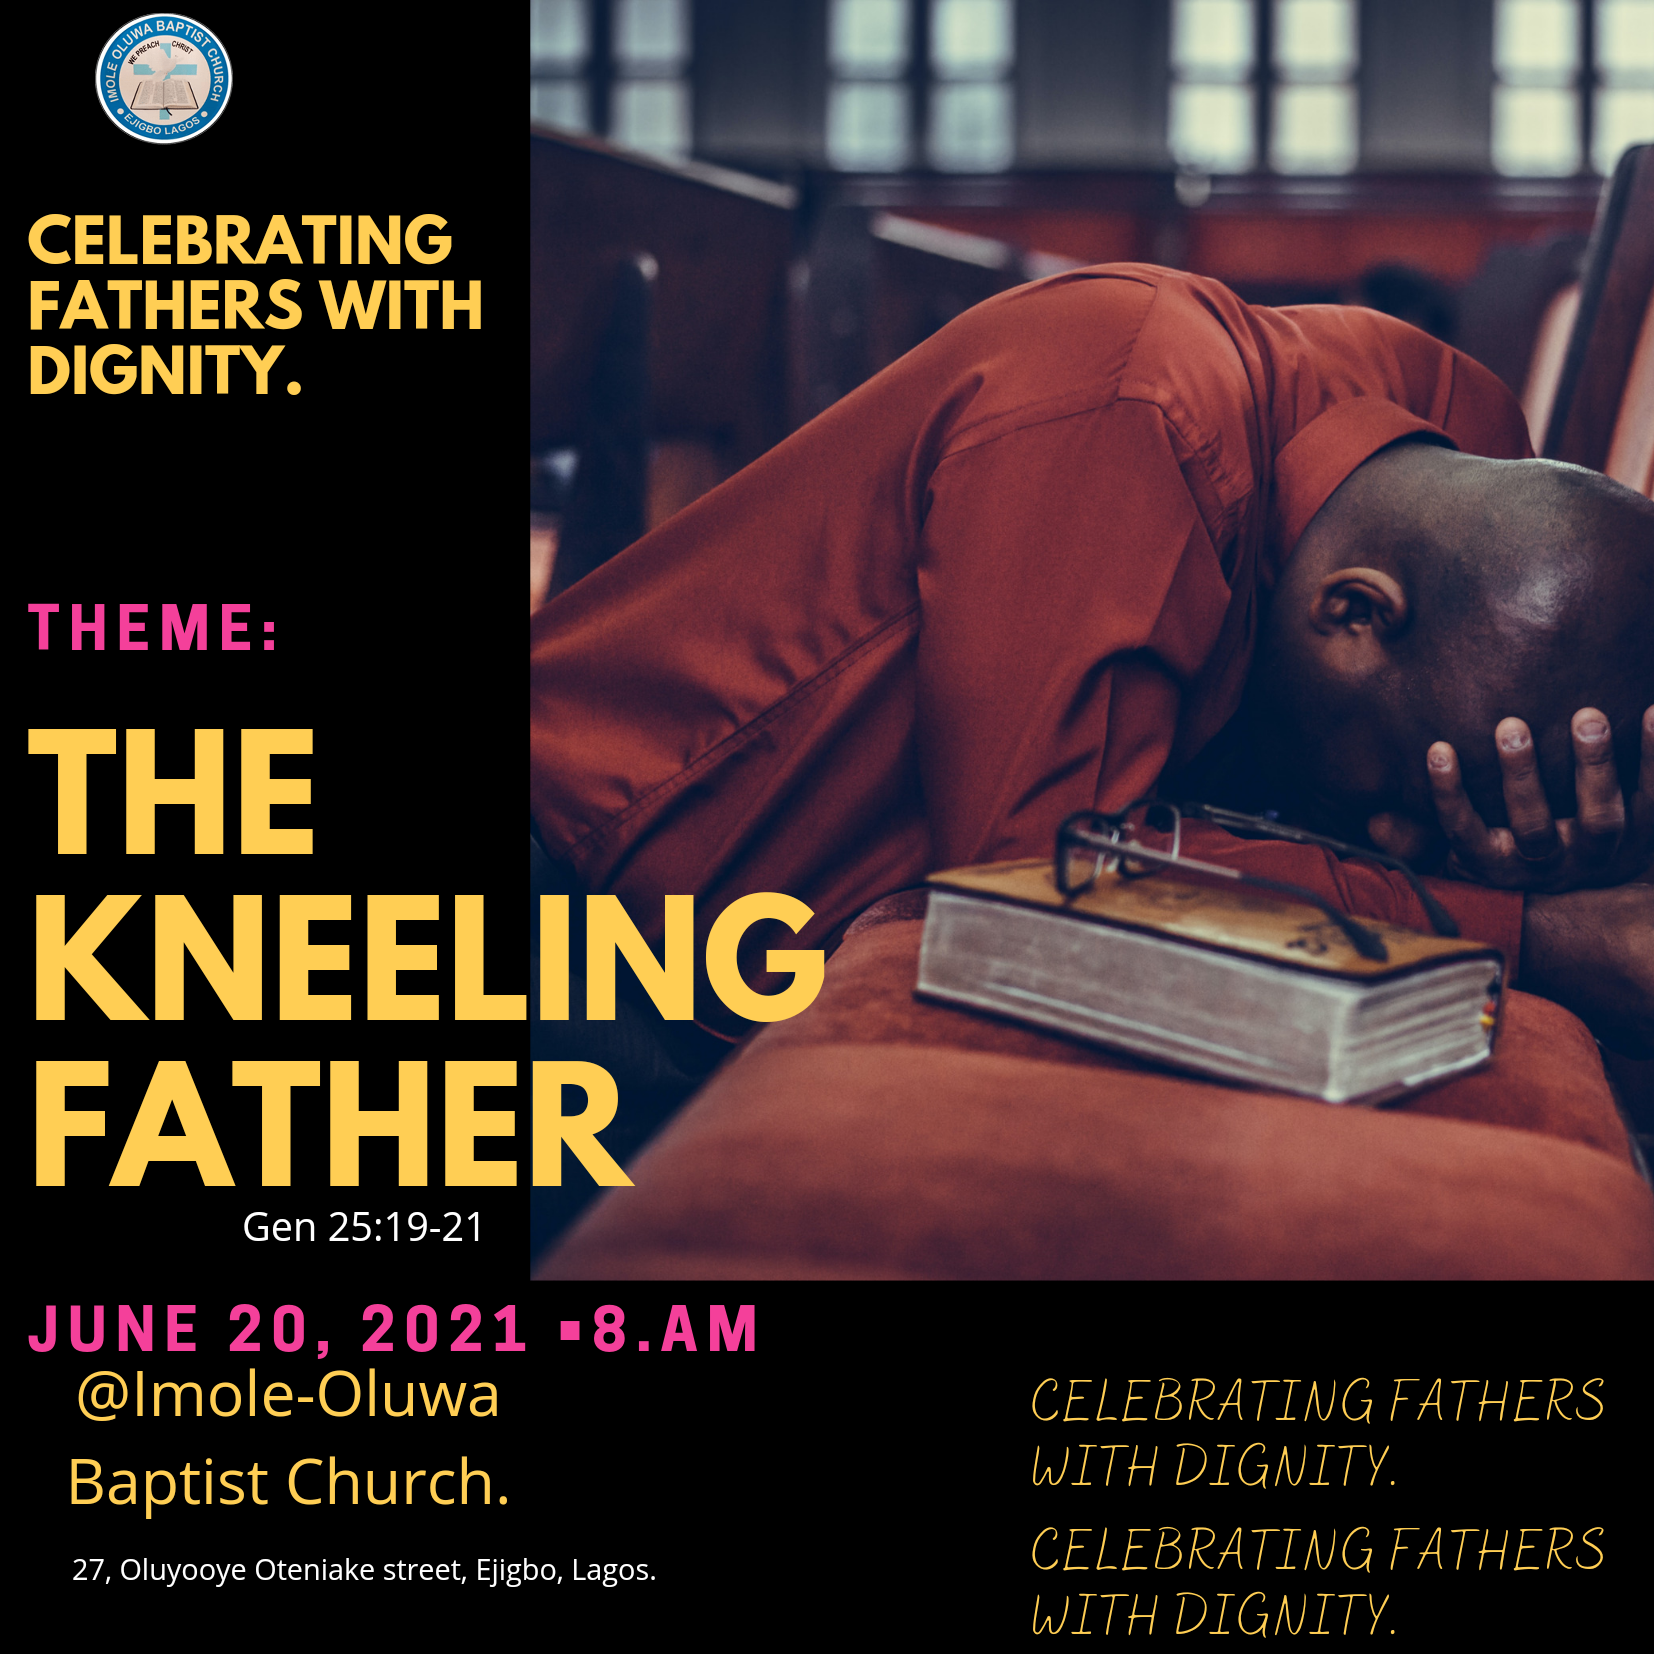 IMOLE OLUWA BAPTIST CHURCH
WE PREACH CHRIST
EJIGBO LAGOS
CELEBRATING
FATHERS WITH
DIGNITY.
THEME:
THE
KNEELING
FATHER
Gen 25:19-21
JUNE 20, 2021 -8.AM
@Imole-Oluwa
Baptist Church.
27, Oluyooye Oteniake street, Ejigbo, Lagos.
CELEBRATING FATHERS
WITH DIGNITY.
CELEBRATING FATHERS
WITH DIGNITY.